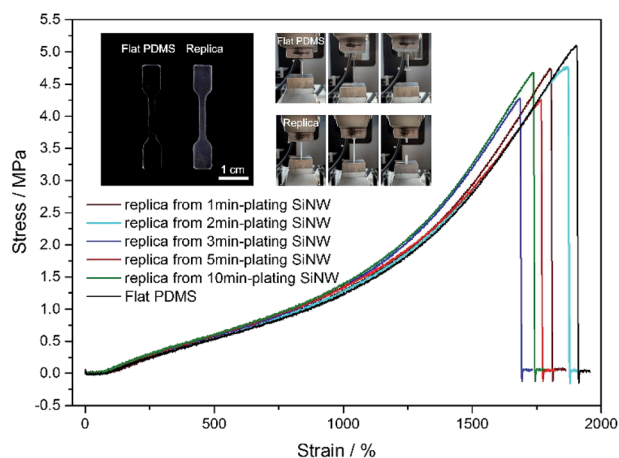 5.5
5.0
4.5
4.0
3.5
3.0
2.5
2.0
1.5
1.0
0.5
0.0
-0.5
Stress / MPa
Flat PDMS Replica
1 cm
Flat PDMS
Replica
replica from 1min-plating SiNW
replica from 2min-plating SiNW
replica from 3min-plating SiNW
replica from 5min-plating SiNW
replica from 10min-plating SiNW
Flat PDMS
0 500 1000 1500 2000
Strain / %